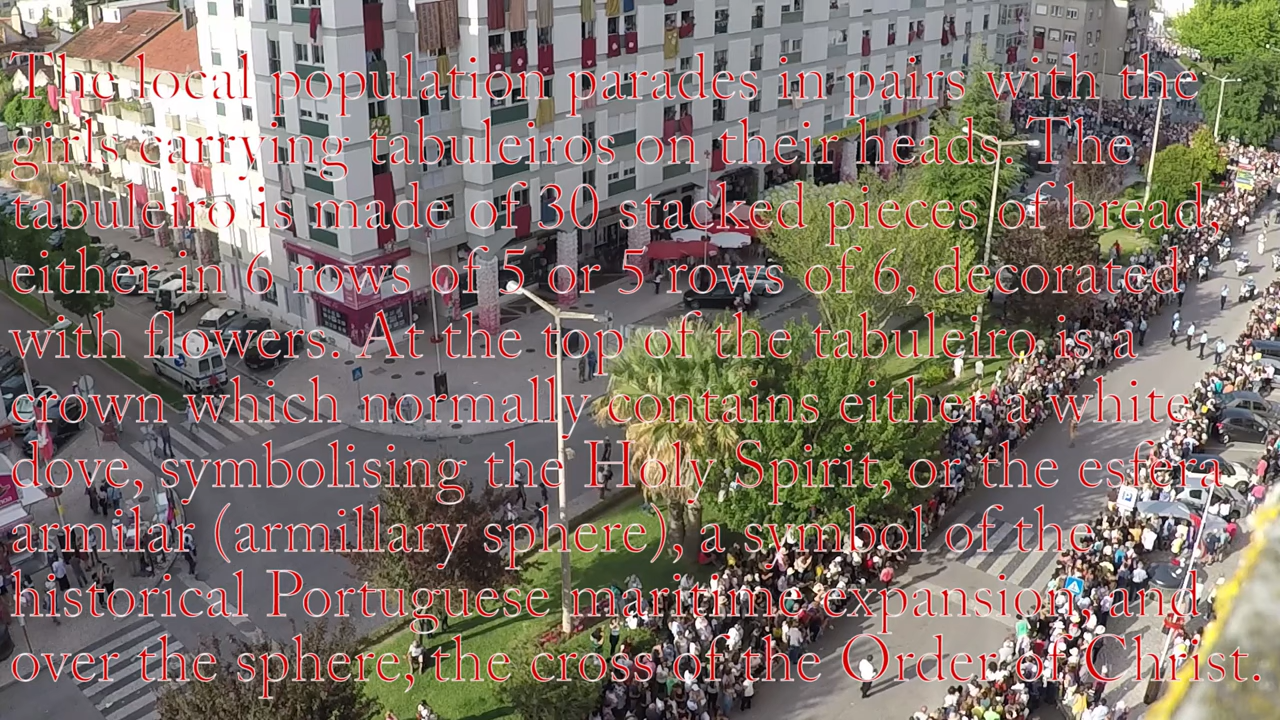 The local population parades in pairs with the
girls carrying tabuleiros on their heads. The
tabuleiro is made of 30 stacked pieces of bread,
either in 6 rows of 5 or 5 rows of 6, decorated
with flowers. At the top of the tabuleiro is a
crown which normally contains either a white
dove, symbolising the Holy Spirit, or the esfera
armilar (armillary sphere), a symbol of the
historical Portuguese maritime expansion, and
over the sphere, the cross of the Order of Christ.